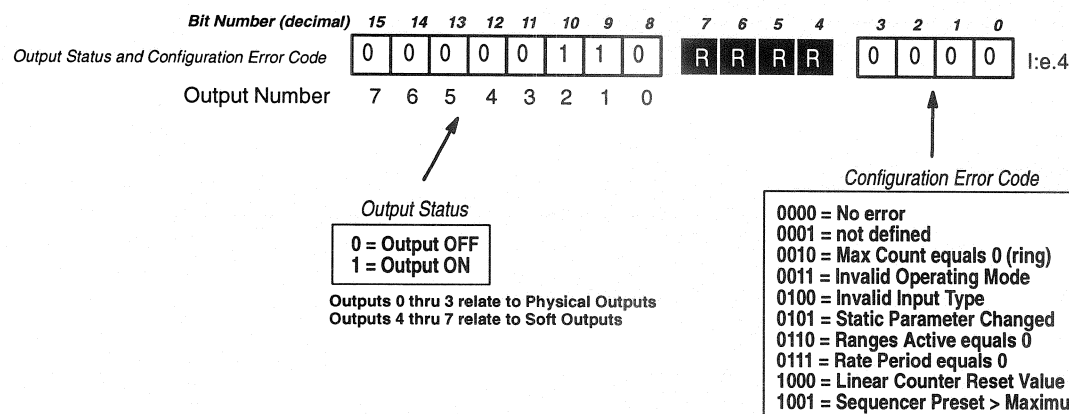 Bit Number (decimal) 15 14 13 12 11 10 9 8 7 6 5 4 3 2 1 0
Output Status and Configuration Error Code 0 0 0 0 0 1 1 0 R R R R 0 0 0 0 I:e.4
Output Number 7 6 5 4 3 2 1 0
Output Status
0 = Output OFF
1 = Output ON
Outputs 0 thru 3 relate to Physical Outputs
Outputs 4 thru 7 relate to Soft Outputs
Configuration Error Code
0000 = No error
0001 = not defined
0010 = Max Count equals 0 (ring)
0011 = Invalid Operating Mode
0100 = Invalid Input Type
0101 = Static Parameter Changed
0110 = Ranges Active equals 0
0111 = Rate Period equals 0
1000 = Linear Counter Reset Value
1001 = Sequencer Preset > Maximu